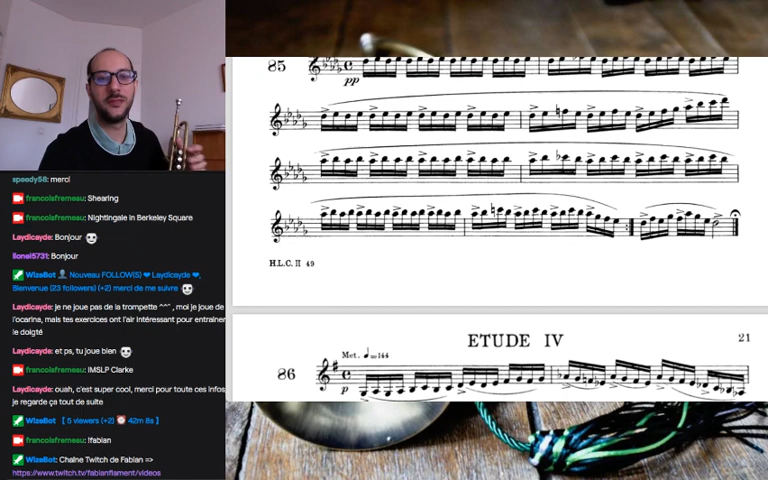 speedy58: merci
francoisfremeau: Shearing
francoisfremeau: Nightingale in Berkeley Square
Laydicayde: Bonjour
lionel5731: Bonjour
WizeBot Nouveau FOLLOW(S) ❤ Laydicayde ❤,
Bienvenue (23 followers) (+2) merci de me suivre
Laydicayde: je ne joue pas de la trompette ^^" , moi je joue de
l'ocarina, mais tes exercices ont l'air intéressant pour entrainer
le doigté
Laydicayde: et ps, tu joue bien
francoisfremeau: IMSLP Clarke
Laydicayde: ouah, c'est super cool, merci pour toute ces infos
je regarde ça tout de suite
WizeBot 【 5 viewers (+2) ⏰ 42m 8s 】
francoisfremeau: !fabian
WizeBot: Chaîne Twitch de Fabian =>
https://www.twitch.tv/fabianflament/videos
85
pp
H.L.C. II 49
ETUDE IV
21
Met. ♩=144
86
p